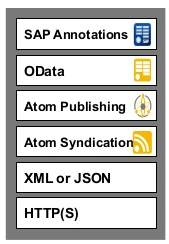 SAP Annotations
OData
Atom Publishing
Atom Syndication
XML or JSON
HTTP(S)